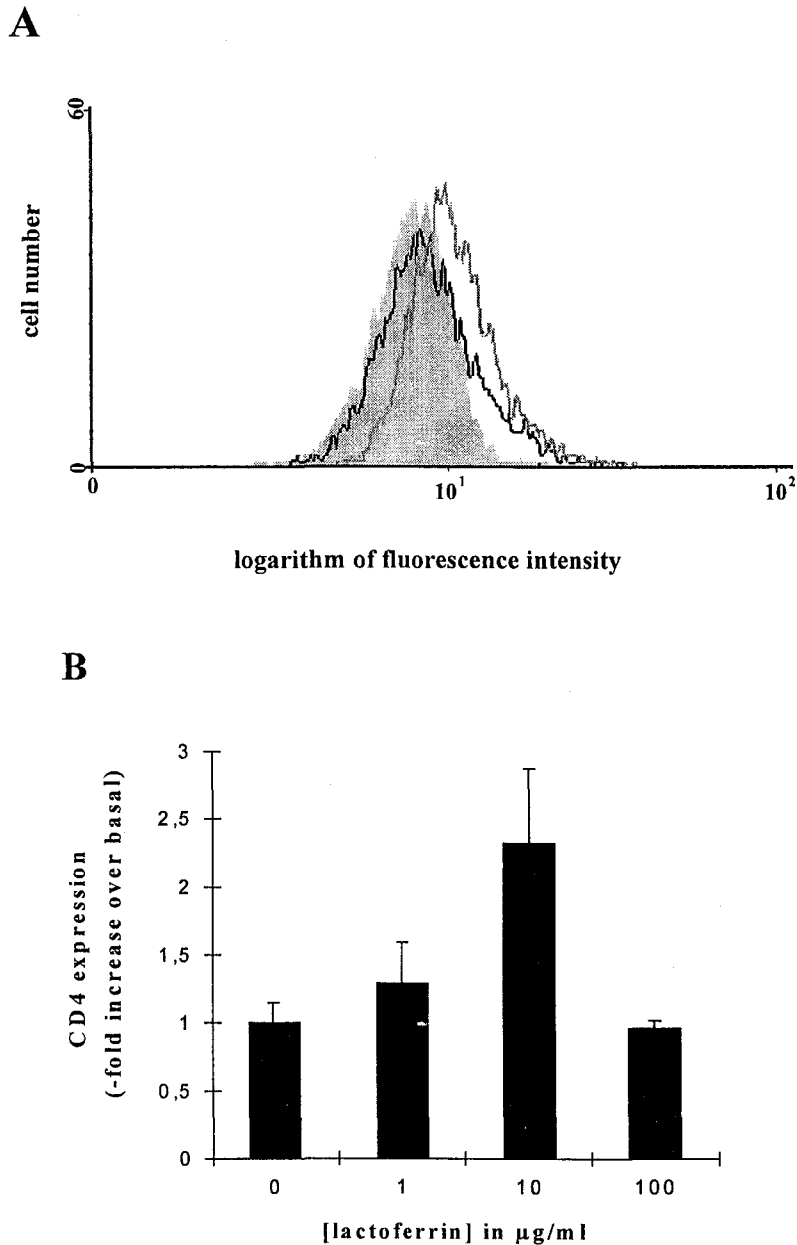 A
60
cell number
0
0 10¹ 10²
logarithm of fluorescence intensity
B
CD4 expression
(-fold increase over basal)
3
2,5
2
1,5
1
0,5
0
0 1 10 100
[lactoferrin] in µg/ml